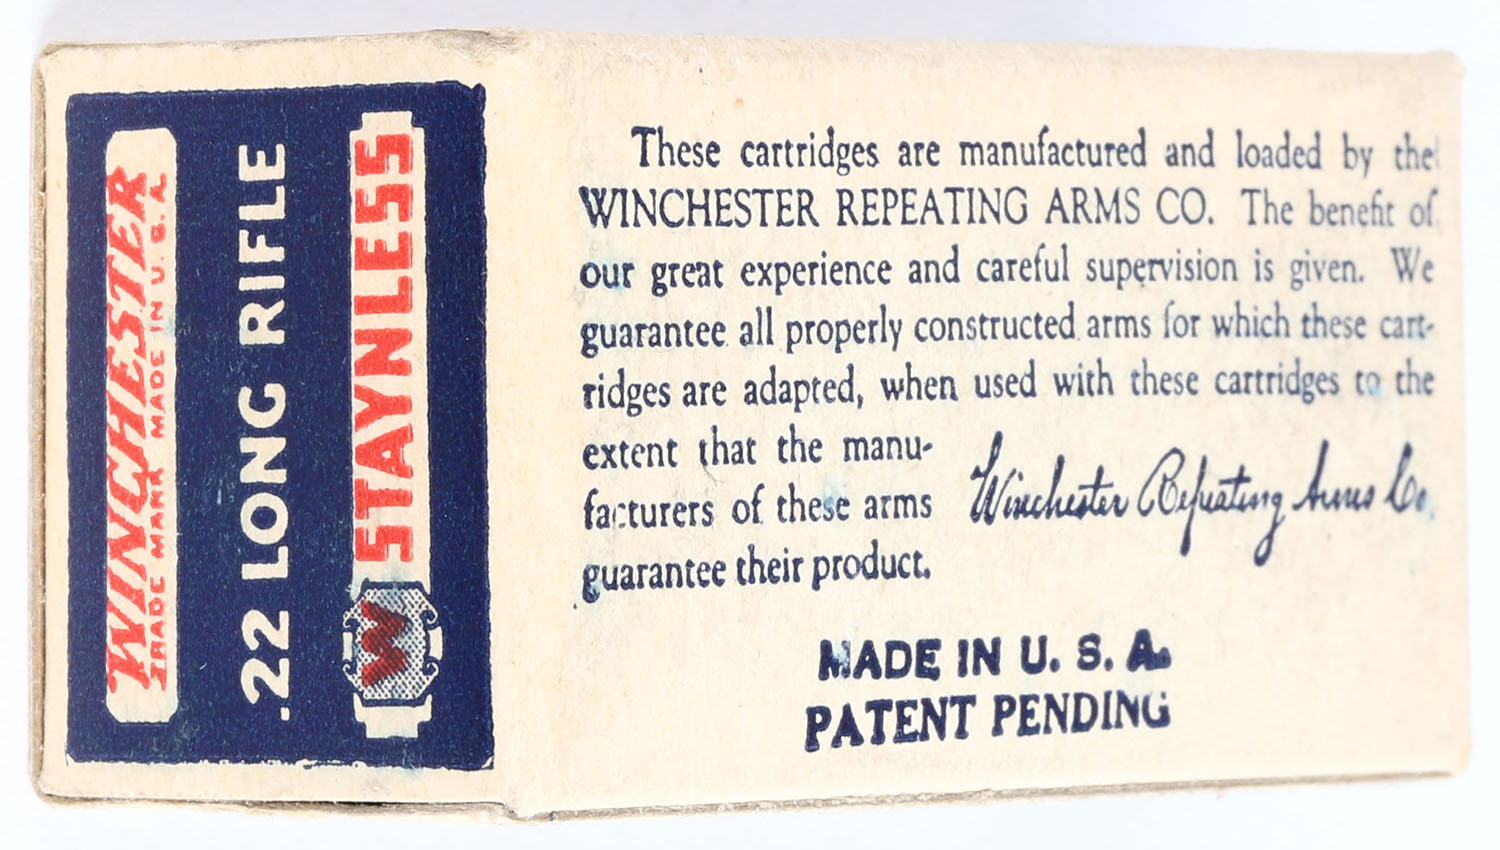 WINCHESTER
TRADE MARK MADE IN U.S.A.
.22 LONG RIFLE
W STAYNLESS
These cartridges are manufactured and loaded by the
WINCHESTER REPEATING ARMS CO. The benefit of
our great experience and careful supervision is given. We
guarantee all properly constructed arms for which these cart-
ridges are adapted, when used with these cartridges to the
extent that the manu-
facturers of these arms
guarantee their product.
Winchester Repeating Arms Co.
MADE IN U. S. A.
PATENT PENDING